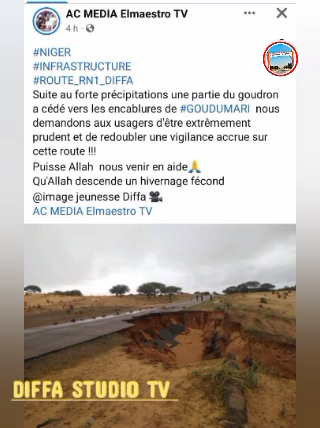 AC MEDIA Elmaestro TV
4 h
#NIGER
#INFRASTRUCTURE
#ROUTE_RN1_DIFFA
Suite au forte précipitations une partie du goudron
a cédé vers les encablures de #GOUDUMARI nous
demandons aux usagers d'être extrêmement
prudent et de redoubler une vigilance accrue sur
cette route !!!
Puisse Allah nous venir en aide🙏
Qu'Allah descende un hivernage fécond
@image jeunesse Diffa 🎥
AC MEDIA Elmaestro TV
DIFFA STUDIO TV